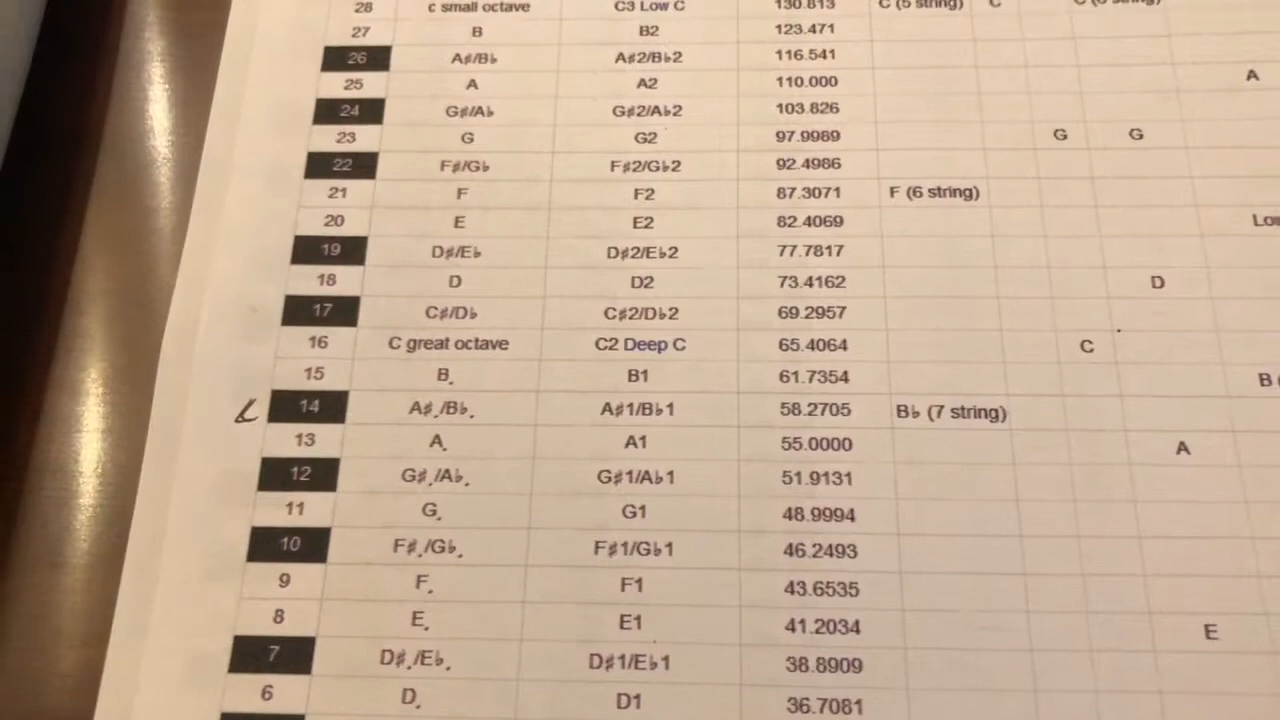 28 c small octave C3 Low C 130.813 C (5 string) C
27 B B2 123.471
26 A♯/B♭ A♯2/B♭2 116.541
25 A A2 110.000 A
24 G♯/A♭ G♯2/A♭2 103.826
23 G G2 97.9989 G G
22 F♯/G♭ F♯2/G♭2 92.4986
21 F F2 87.3071 F (6 string)
20 E E2 82.4069
19 D♯/E♭ D♯2/E♭2 77.7817
18 D D2 73.4162 D
17 C♯/D♭ C♯2/D♭2 69.2957
16 C great octave C2 Deep C 65.4064 C
15 B͵ B1 61.7354 B
14 A♯͵/B♭͵ A♯1/B♭1 58.2705 B♭ (7 string)
13 A͵ A1 55.0000 A
12 G♯͵/A♭͵ G♯1/A♭1 51.9131
11 G͵ G1 48.9994
10 F♯͵/G♭͵ F♯1/G♭1 46.2493
9 F͵ F1 43.6535
8 E͵ E1 41.2034 E
7 D♯͵/E♭͵ D♯1/E♭1 38.8909
6 D͵ D1 36.7081